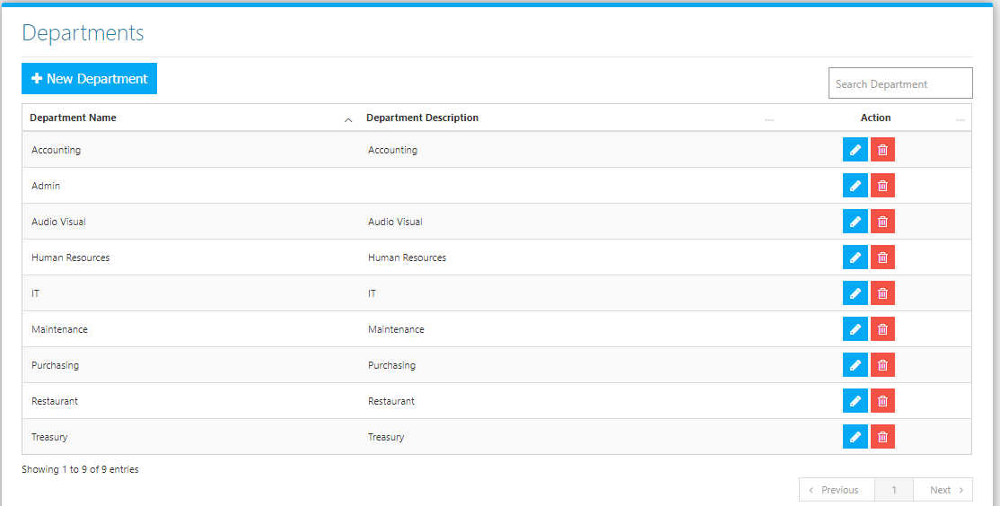 Departments
New Department
Search Department
Department Name Department Description Action
Accounting Accounting
Admin
Audio Visual Audio Visual
Human Resources Human Resources
IT IT
Maintenance Maintenance
Purchasing Purchasing
Restaurant Restaurant
Treasury Treasury
Showing 1 to 9 of 9 entries
Previous 1 Next